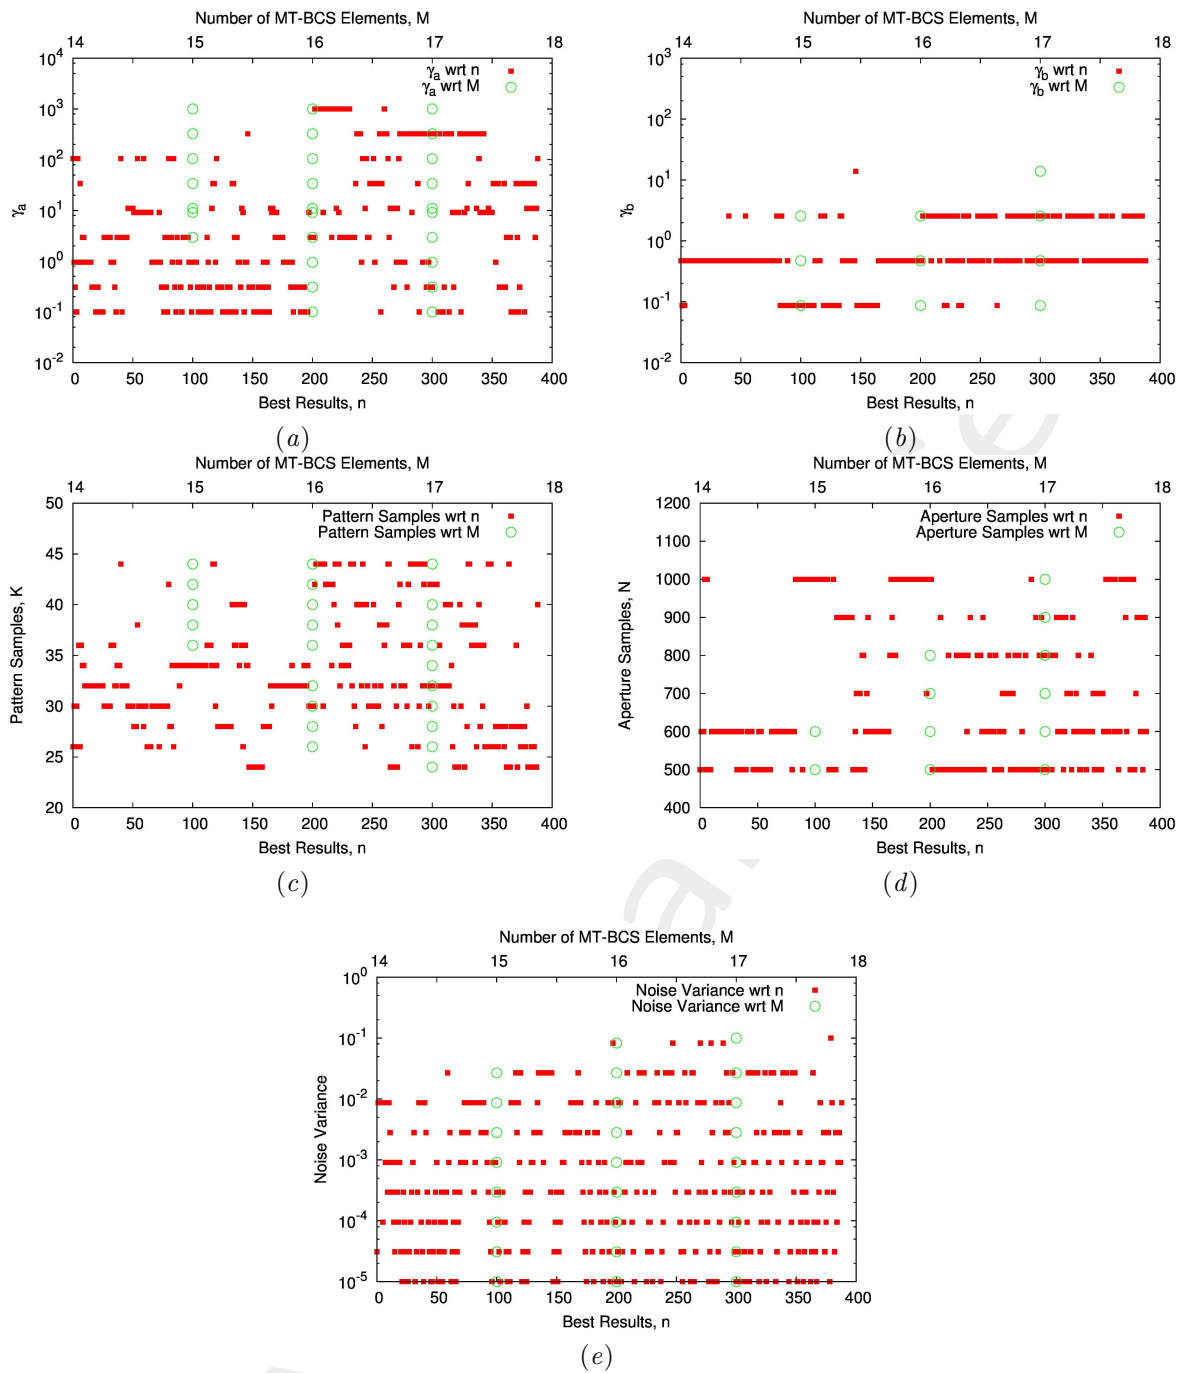 Number of MT-BCS Elements, M
14 15 16 17 18
10^4
10^3
10^2
10^1
10^0
10^-1
10^-2
γ_a
γ_a wrt n
γ_a wrt M
0 50 100 150 200 250 300 350 400
Best Results, n
(a)
Number of MT-BCS Elements, M
14 15 16 17 18
10^3
10^2
10^1
10^0
10^-1
10^-2
γ_b
γ_b wrt n
γ_b wrt M
0 50 100 150 200 250 300 350 400
Best Results, n
(b)
Number of MT-BCS Elements, M
14 15 16 17 18
50
45
40
35
30
25
20
Pattern Samples, K
Pattern Samples wrt n
Pattern Samples wrt M
0 50 100 150 200 250 300 350 400
Best Results, n
(c)
Number of MT-BCS Elements, M
14 15 16 17 18
1200
1100
1000
900
800
700
600
500
400
Aperture Samples, N
Aperture Samples wrt n
Aperture Samples wrt M
0 50 100 150 200 250 300 350 400
Best Results, n
(d)
Number of MT-BCS Elements, M
14 15 16 17 18
10^0
10^-1
10^-2
10^-3
10^-4
10^-5
Noise Variance
Noise Variance wrt n
Noise Variance wrt M
0 50 100 150 200 250 300 350 400
Best Results, n
(e)